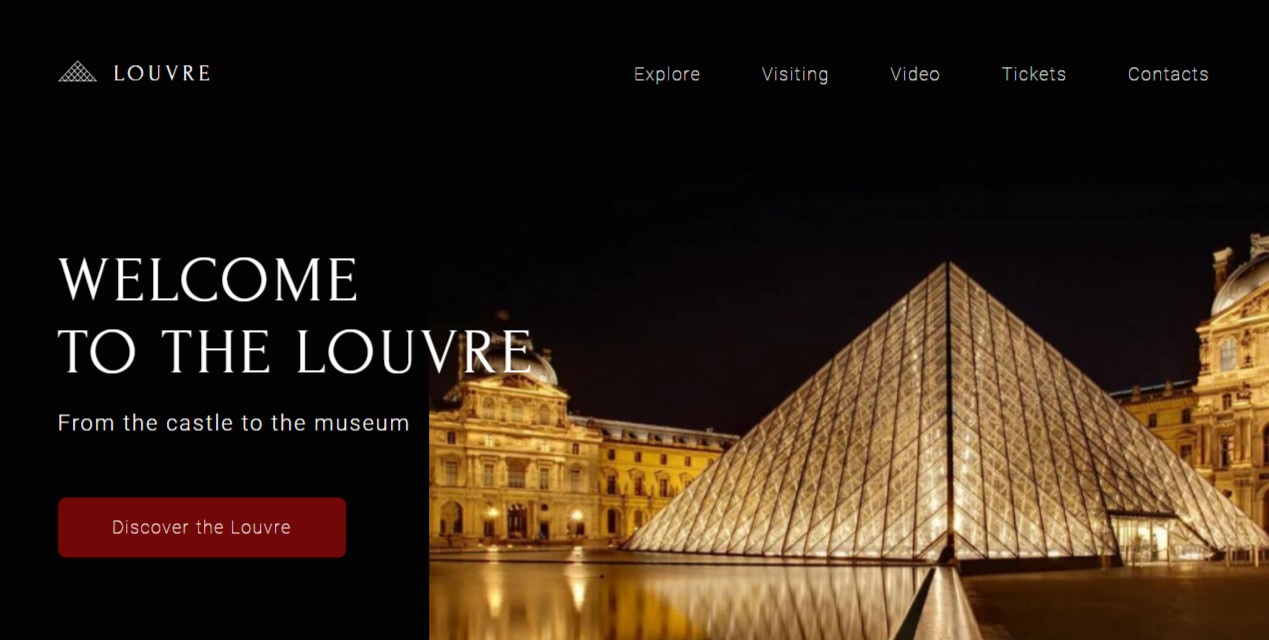 LOUVRE
Explore
Visiting
Video
Tickets
Contacts
WELCOME
TO THE LOUVRE
From the castle to the museum
Discover the Louvre